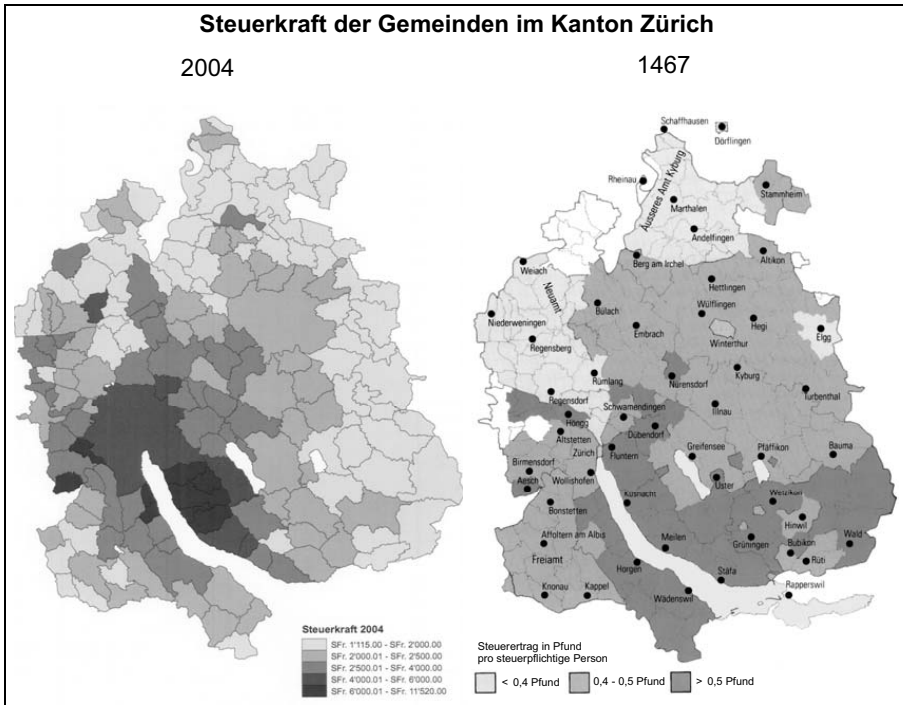 Steuerkraft der Gemeinden im Kanton Zürich
2004
1467
Schaffhausen
Dörflingen
Rheinau
Äusseres Amt Kyburg
Stammheim
Marthalen
Andelfingen
Berg am Irchel
Altikon
Weiach
Neuamt
Hettlingen
Bülach
Wülflingen
Niederweningen
Embrach
Hegi
Elgg
Regensberg
Winterthur
Rümlang
Nürensdorf
Kyburg
Turbenthal
Regensdorf
Schwamendingen
Illnau
Höngg
Dübendorf
Altstetten
Zürich
Fluntern
Greifensee
Pfäffikon
Bauma
Birmensdorf
Aesch
Wollishofen
Uster
Bonstetten
Küsnacht
Wetzikon
Hinwil
Affoltern am Albis
Meilen
Grüningen
Bubikon
Wald
Freiamt
Horgen
Stäfa
Rüti
Knonau
Kappel
Wädenswil
Rapperswil
Steuerkraft 2004
SFr. 1'115.00 - SFr. 2'000.00
SFr. 2'000.01 - SFr. 2'500.00
SFr. 2'500.01 - SFr. 4'000.00
SFr. 4'000.01 - SFr. 6'000.00
SFr. 6'000.01 - SFr. 11'520.00
Steuerertrag in Pfund
pro steuerpflichtige Person
< 0,4 Pfund
0,4 - 0,5 Pfund
> 0,5 Pfund